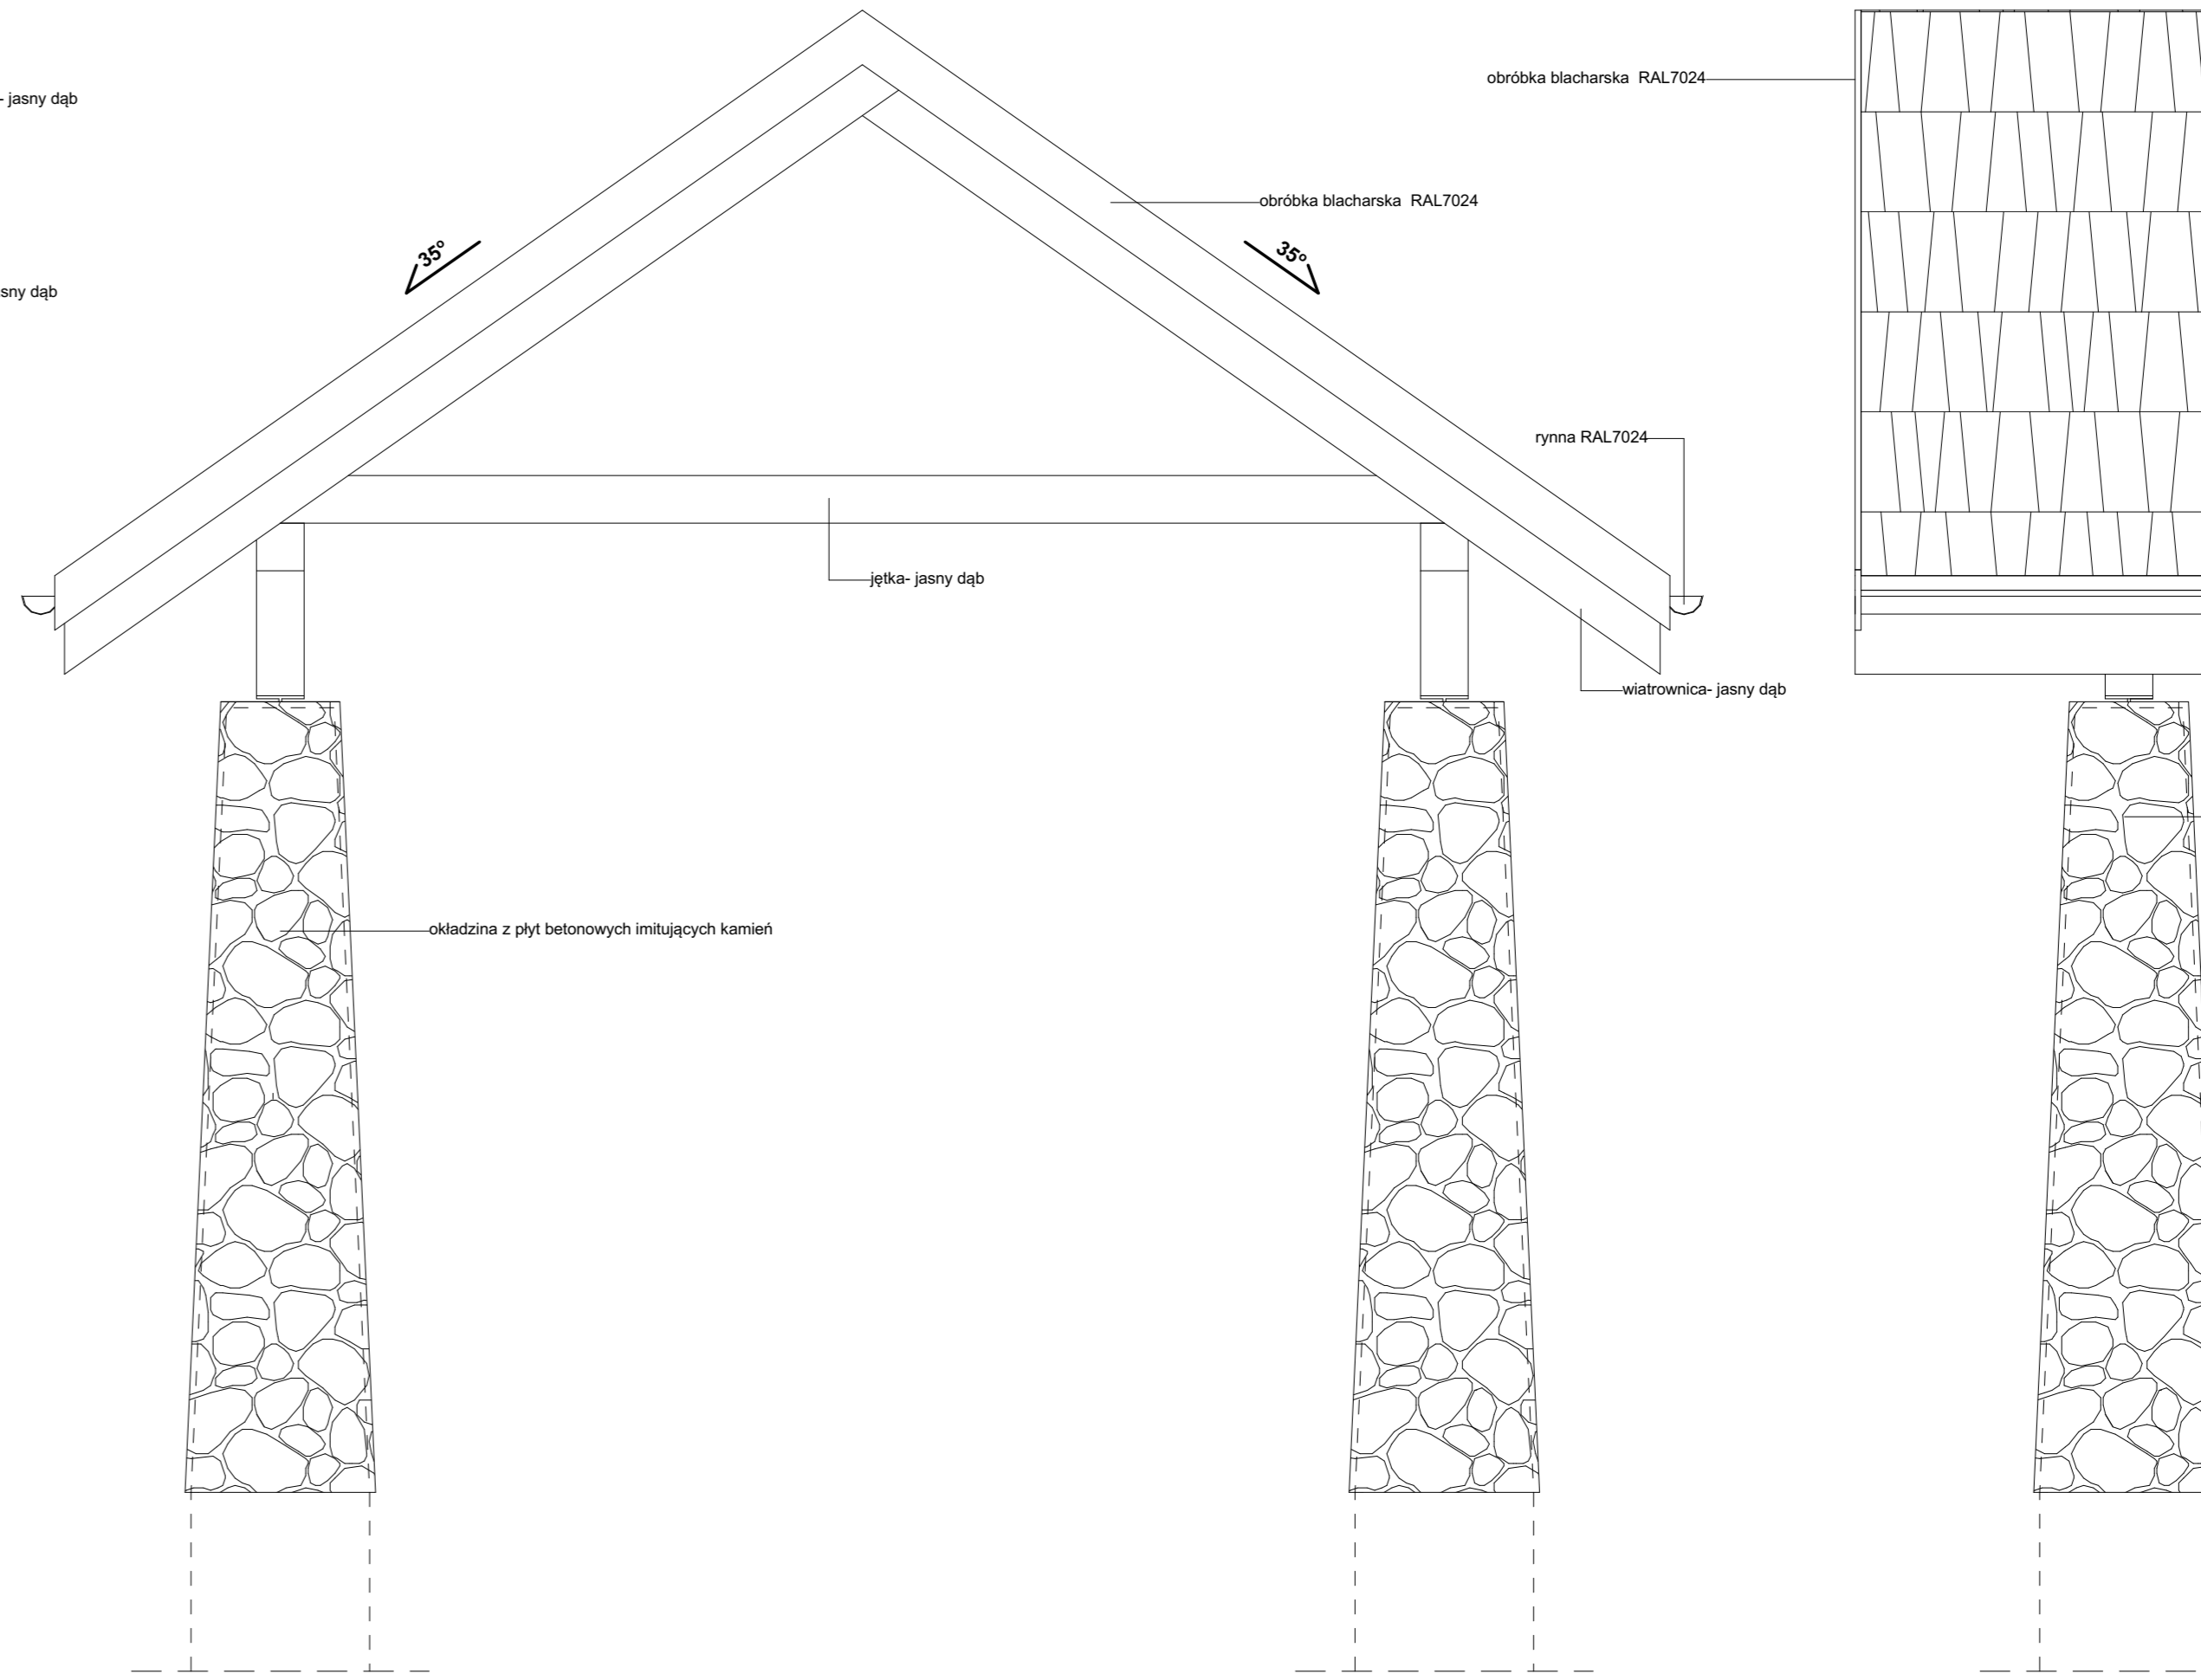 - jasny dąb
obróbka blacharska RAL7024
obróbka blacharska RAL7024
35°
35°
sny dąb
rynna RAL7024
jętka- jasny dąb
wiatrownica- jasny dąb
okładzina z płyt betonowych imitujących kamień